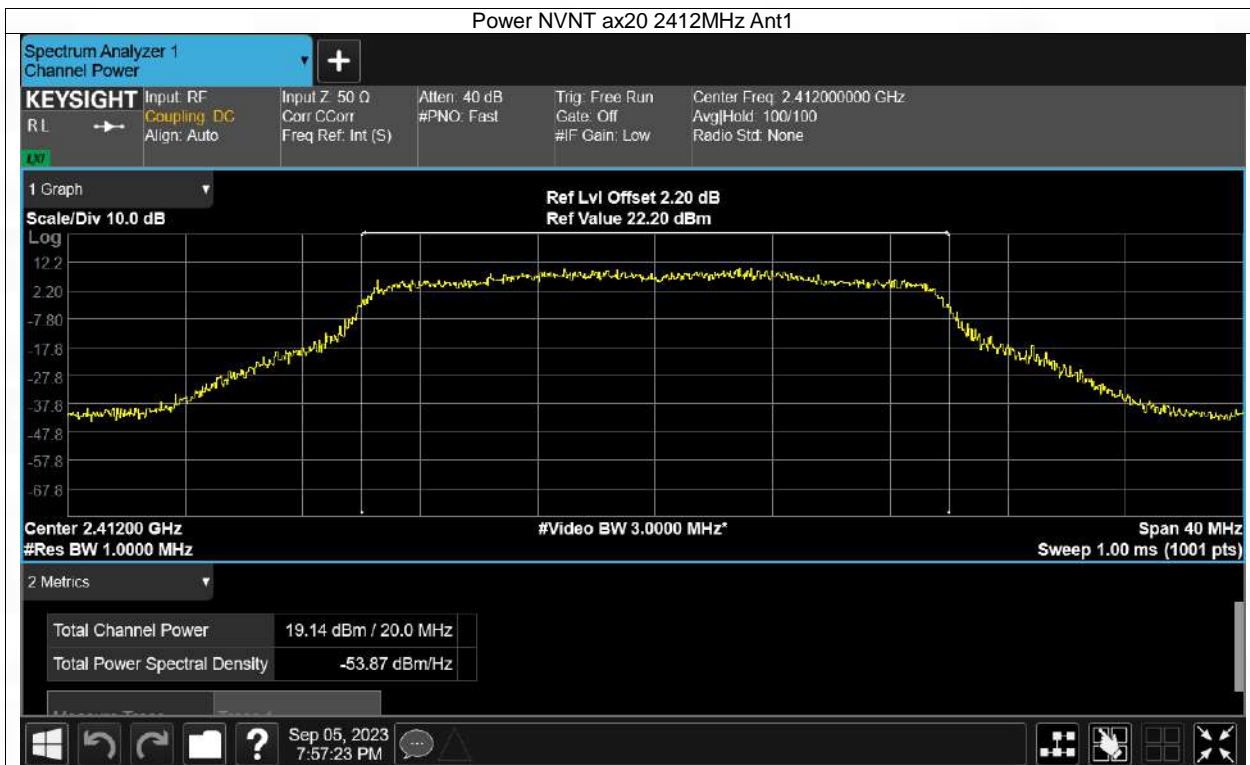 Power NVNT ax20 2412MHz Ant1
Spectrum Analyzer 1
Channel Power
+
KEYSIGHT
RL
LXI
Input: RF
Coupling: DC
Align: Auto
Input Z: 50 Ω
Corr CCorr
Freq Ref: Int (S)
Atten: 40 dB
#PNO: Fast
Trig: Free Run
Gate: Off
#IF Gain: Low
Center Freq: 2.412000000 GHz
Avg|Hold: 100/100
Radio Std: None
1 Graph
Scale/Div 10.0 dB
Ref Lvl Offset 2.20 dB
Ref Value 22.20 dBm
Log
12.2
2.20
-7.80
-17.8
-27.8
-37.8
-47.8
-57.8
-67.8
Center 2.41200 GHz
#Video BW 3.0000 MHz*
Span 40 MHz
#Res BW 1.0000 MHz
Sweep 1.00 ms (1001 pts)
2 Metrics
Total Channel Power 19.14 dBm / 20.0 MHz
Total Power Spectral Density -53.87 dBm/Hz
?
Sep 05, 2023
7:57:23 PM